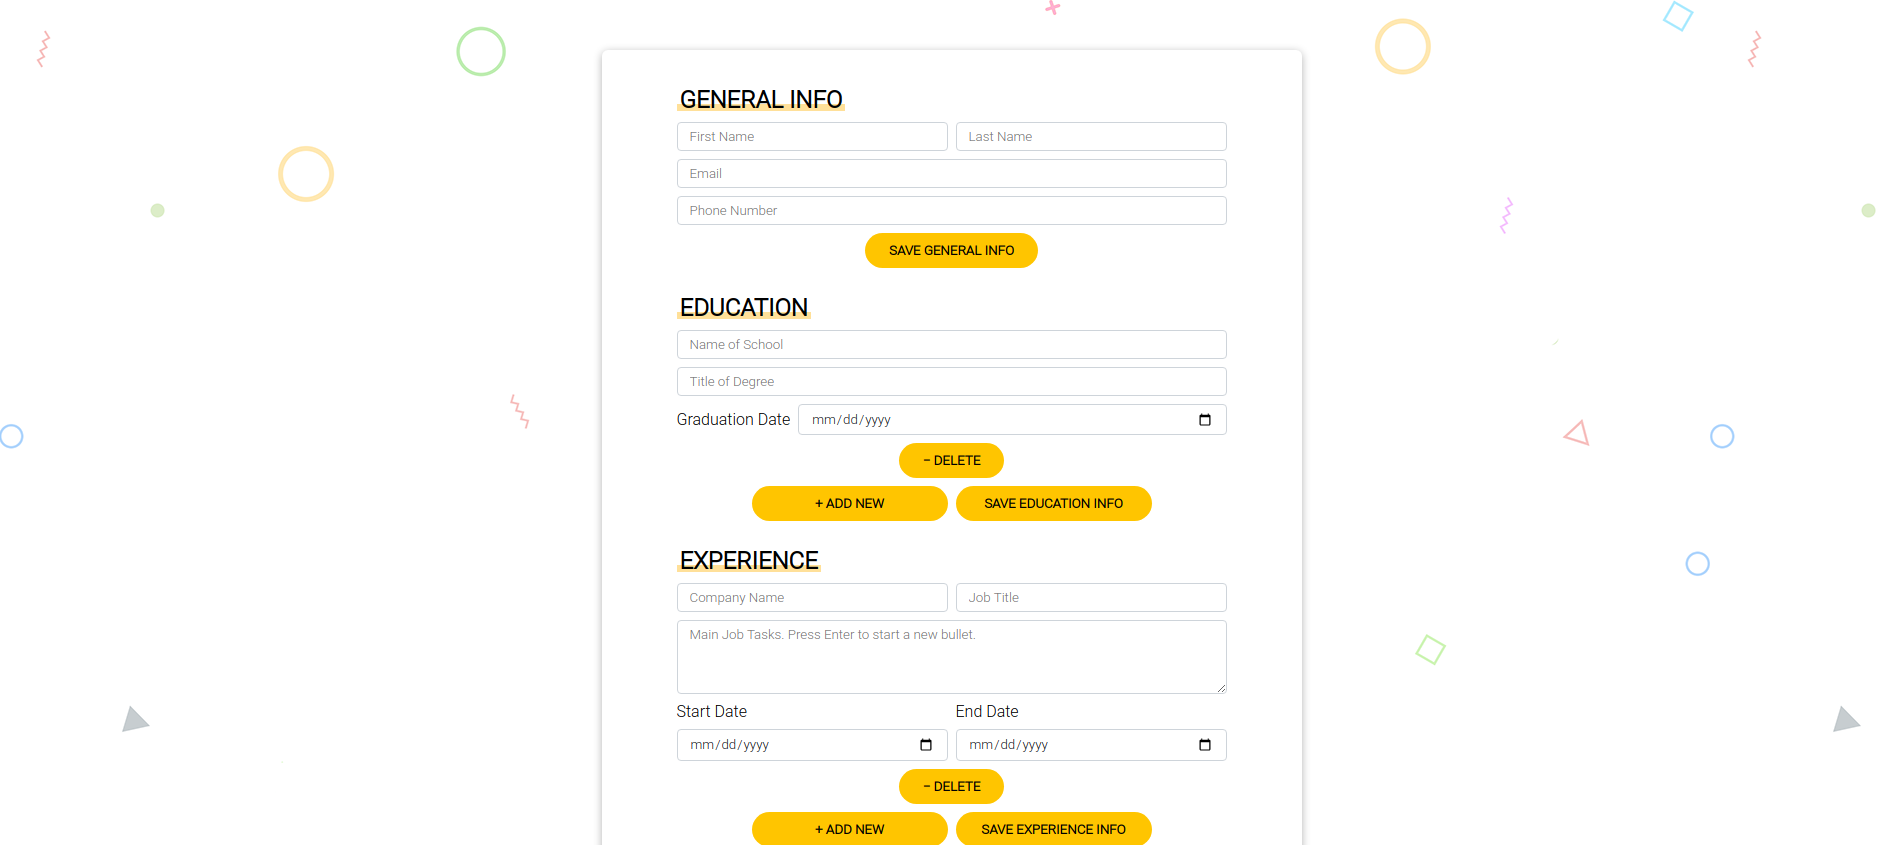 GENERAL INFO
First Name Last Name
Email
Phone Number
SAVE GENERAL INFO
EDUCATION
Name of School
Title of Degree
Graduation Date mm/dd/yyyy
− DELETE
+ ADD NEW SAVE EDUCATION INFO
EXPERIENCE
Company Name Job Title
Main Job Tasks. Press Enter to start a new bullet.
Start Date End Date
mm/dd/yyyy mm/dd/yyyy
− DELETE
+ ADD NEW SAVE EXPERIENCE INFO